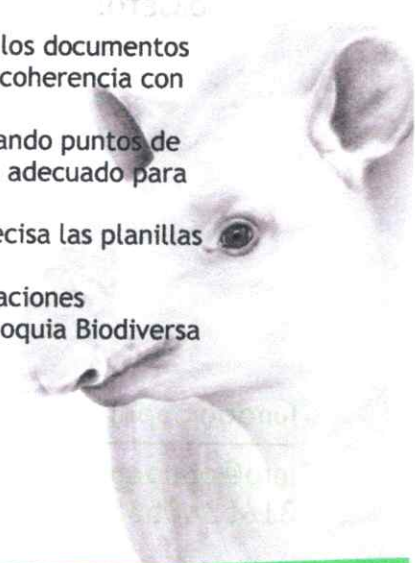 los documentos
coherencia con
ando puntos de
adecuado para
ecisa las planillas
aciones
oquia Biodiversa